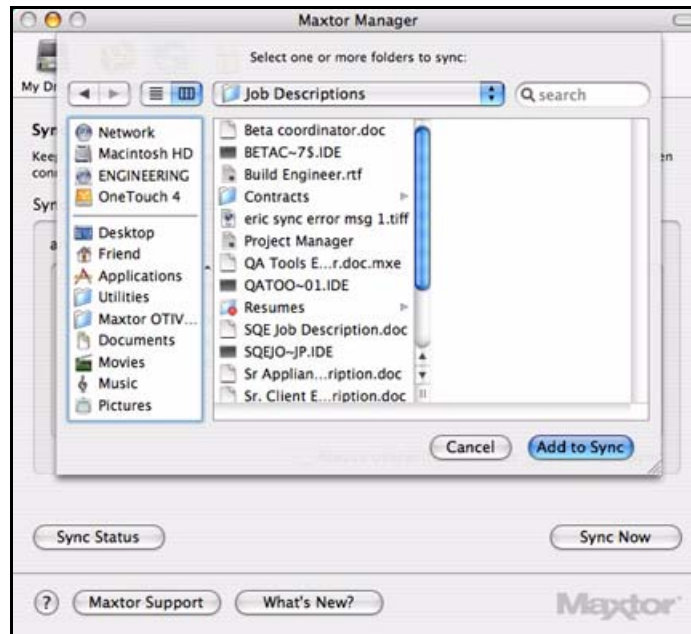 Maxtor Manager
Select one or more folders to sync:
My Dr
Job Descriptions
search
Syn
Kee
en
con
Syn
a
Network
Macintosh HD
ENGINEERING
OneTouch 4
Desktop
Friend
Applications
Utilities
Maxtor OTIV...
Documents
Movies
Music
Pictures
Beta coordinator.doc
BETAC~7$.IDE
Build Engineer.rtf
Contracts
eric sync error msg 1.tiff
Project Manager
QA Tools E...r.doc.mxe
QATOO~01.IDE
Resumes
SQE Job Description.doc
SQEJO~JP.IDE
Sr Applian...ription.doc
Sr. Client E...ription.doc
Cancel
Add to Sync
Sync Status
Sync Now
?
Maxtor Support
What's New?
Maxtor